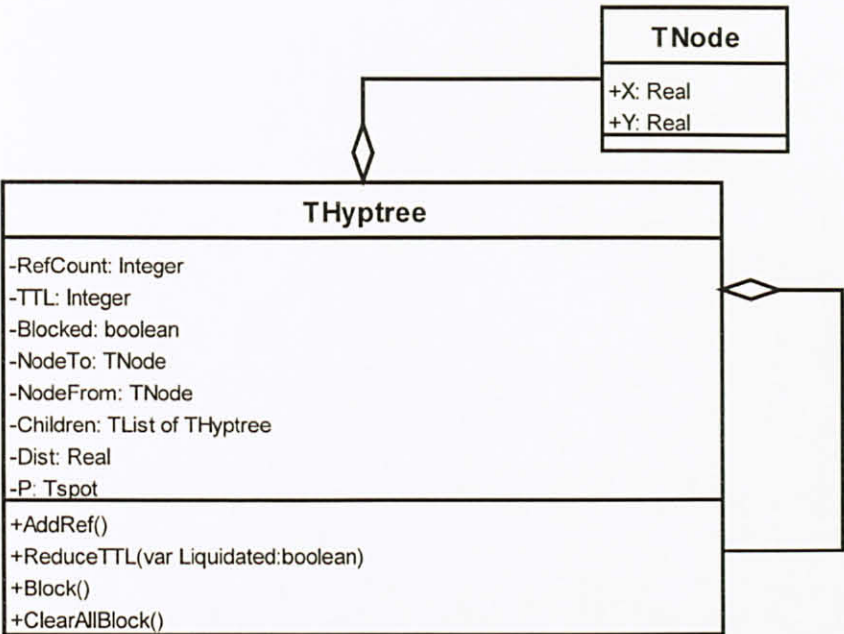 TNode
+X: Real
+Y: Real
THyptree
-RefCount: Integer
-TTL: Integer
-Blocked: boolean
-NodeTo: TNode
-NodeFrom: TNode
-Children: TList of THyptree
-Dist: Real
-P: Tspot
+AddRef()
+ReduceTTL(var Liquidated:boolean)
+Block()
+ClearAllBlock()